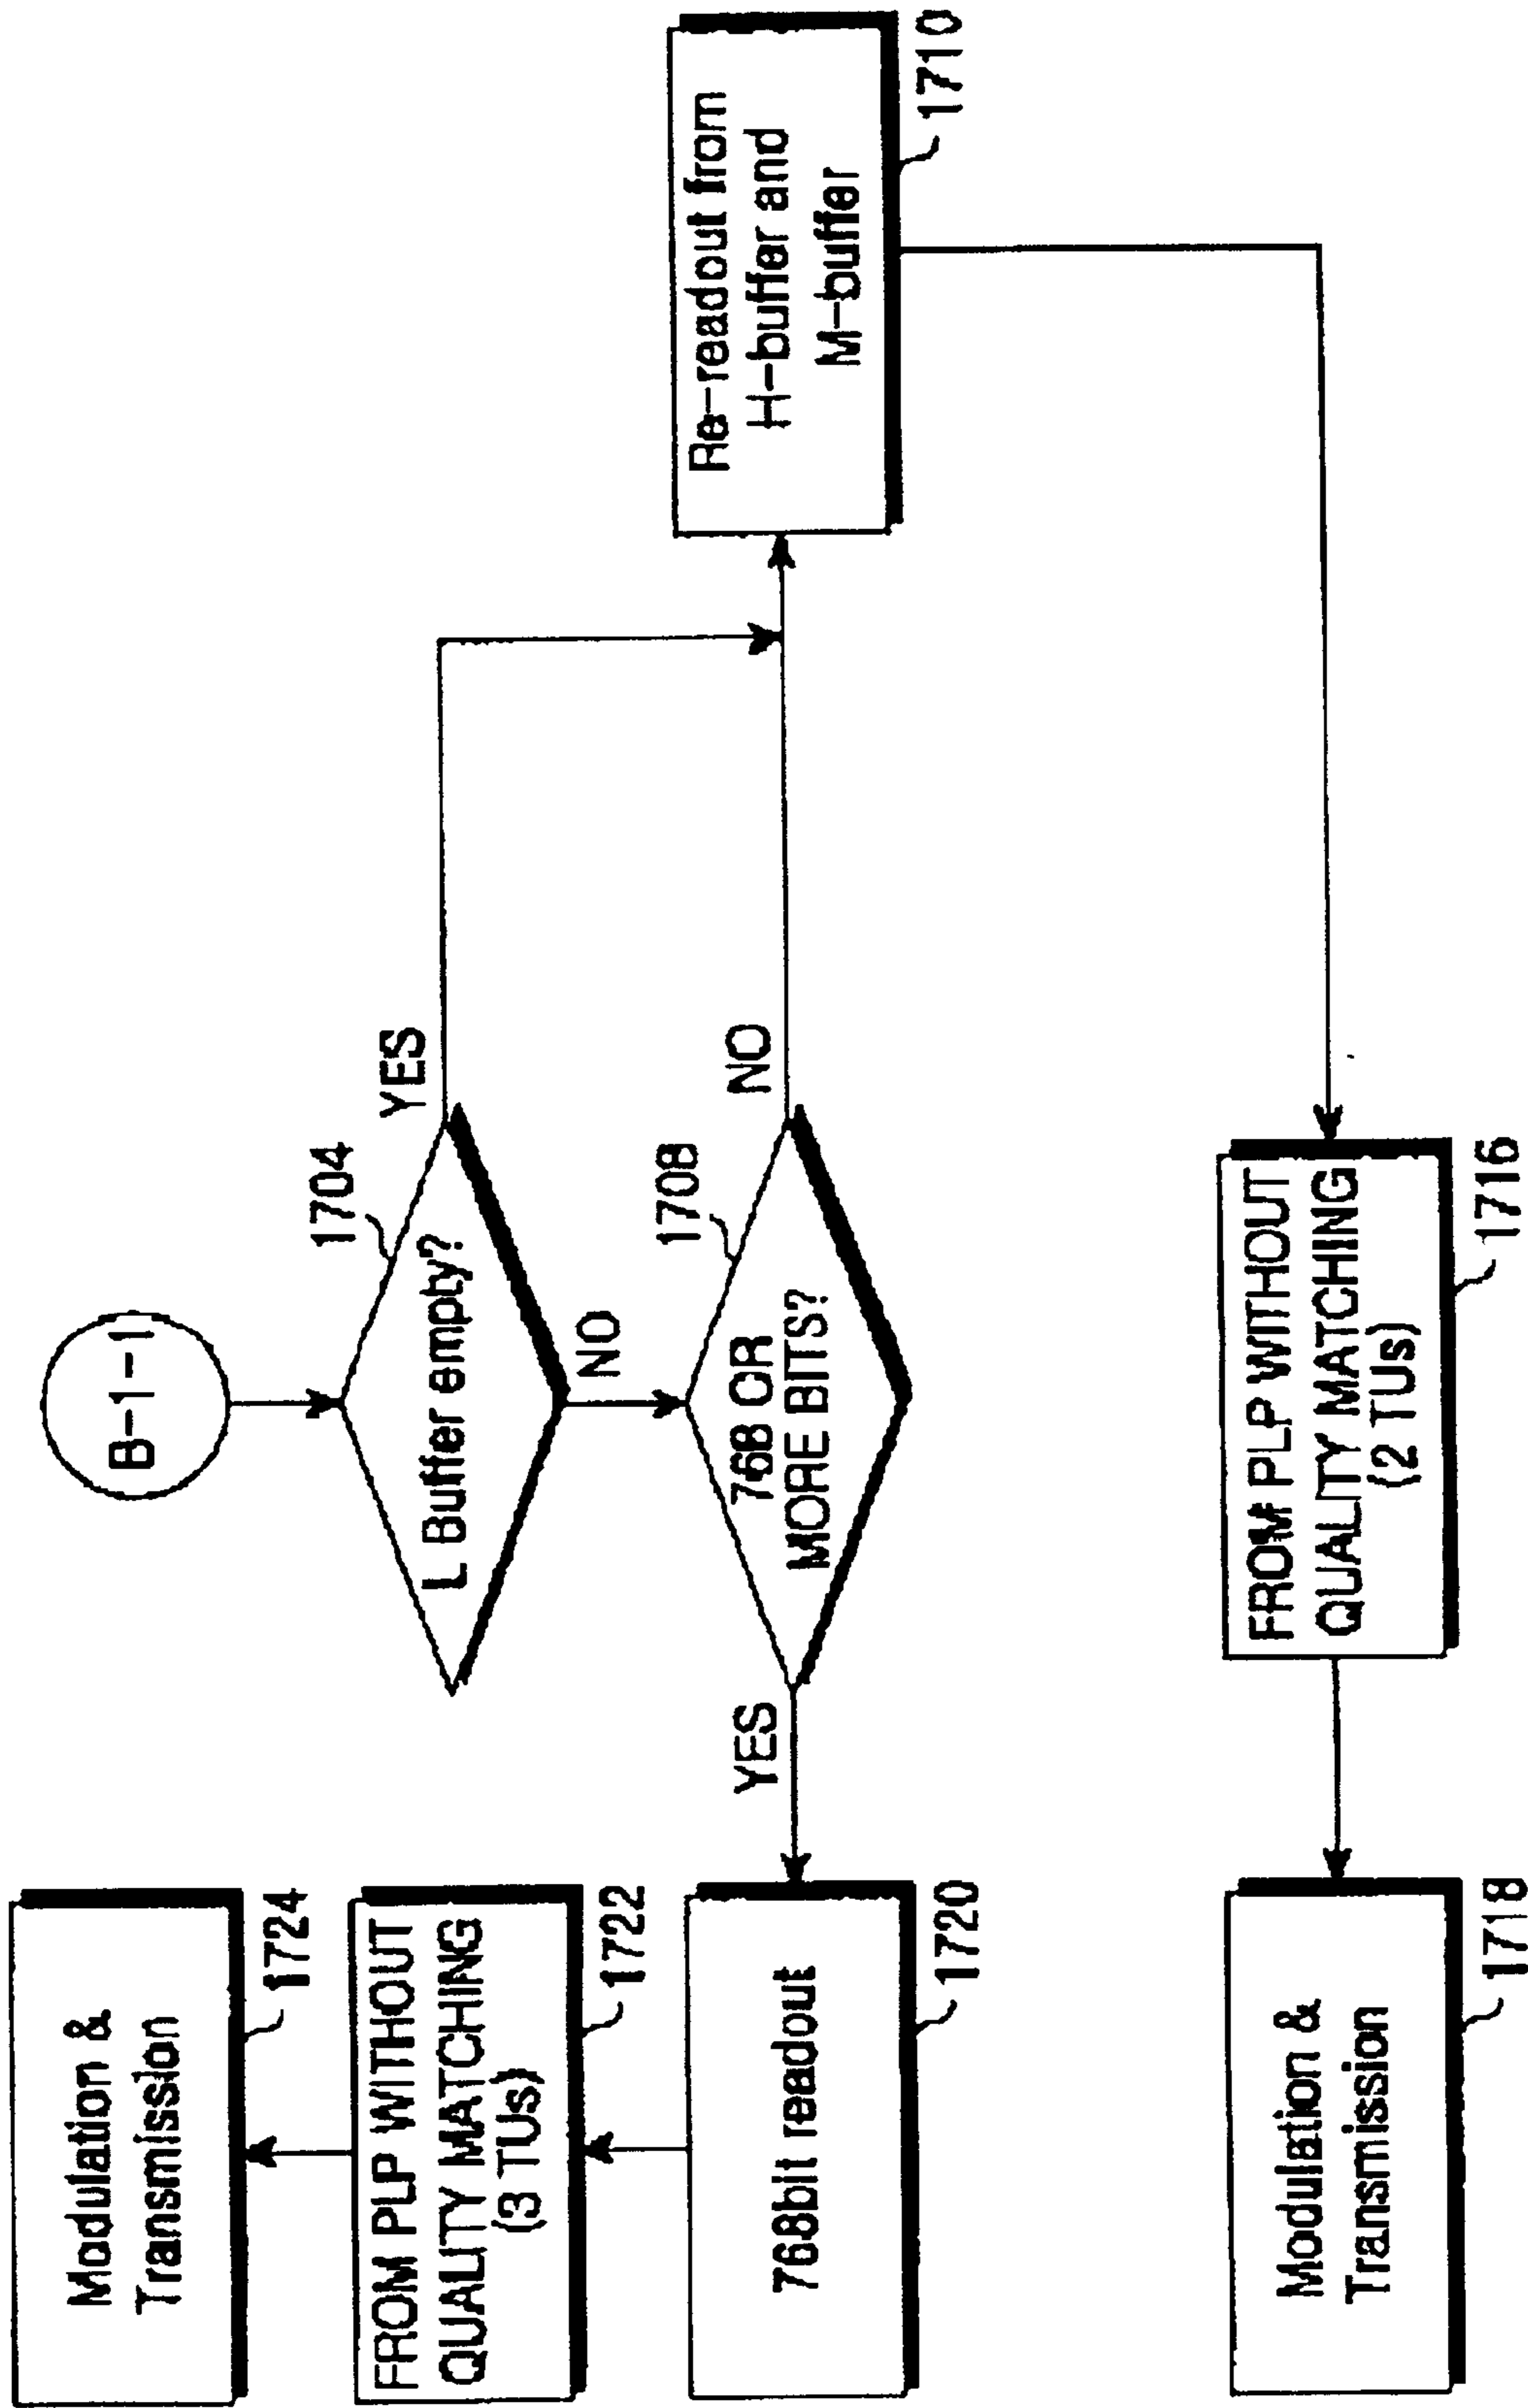 B-1-1
1704
L Buffer empty?
YES
NO
1708
768 OR
MORE BITS?
YES
NO
Modulation &
Transmission
1724
FROM PLP WITHOUT
QUALITY MATCHING
(3 TUs)
1722
768bit readout
1720
Re-readout from
H-buffer and
M-buffer
1710
Modulation &
Transmission
1718
FROM PLP WITHOUT
QUALITY MATCHING
(2 TUs)
1716